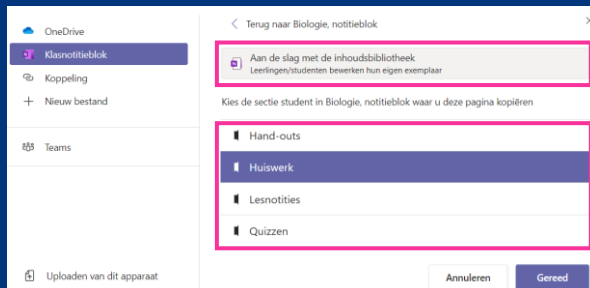 OneDrive
Klasnotitieblok
Koppeling
Nieuw bestand
Teams
Uploaden van dit apparaat
Terug naar Biologie, notitieblok
Aan de slag met de inhoudsbibliotheek
Leerlingen/studenten bewerken hun eigen exemplaar
Kies de sectie student in Biologie, notitieblok waar u deze pagina kopiëren
Hand-outs
Huiswerk
Lesnotities
Quizzen
Annuleren
Gereed